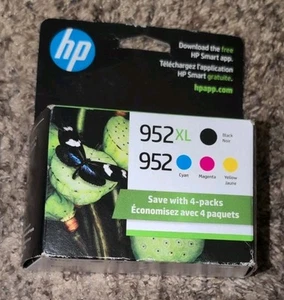 hp
Download the free
HP Smart app.
Téléchargez l'application
HP Smart gratuite.
hpapp.com
952XL
Black
Noir
952
Cyan
Magenta
Yellow
Jaune
Save with 4-packs
Économisez avec 4 paquets